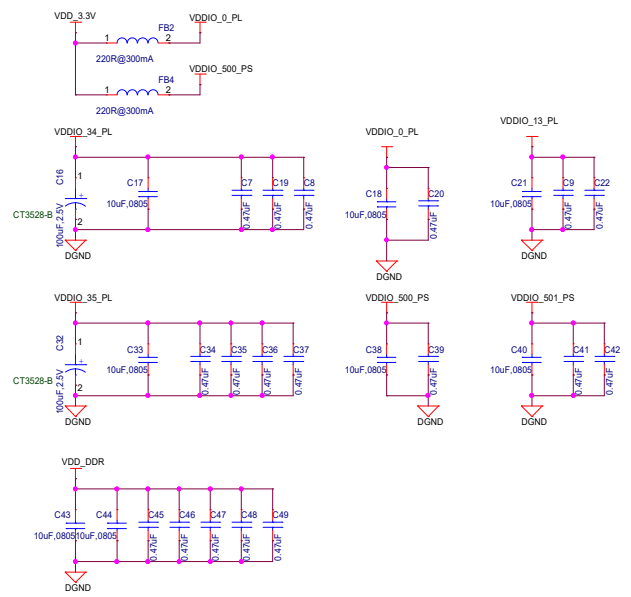 VDD_3.3V
VDDIO_0_PL
FB2
1 2
220R@300mA
VDDIO_500_PS
FB4
1 2
220R@300mA
VDDIO_34_PL
C16
1
+
2
CT3528-B
100uF,2.5V
DGND
C17
10uF,0805
C7
0.47uF
C19
0.47uF
C8
0.47uF
VDDIO_0_PL
C18
10uF,0805
C20
0.47uF
DGND
VDDIO_13_PL
C21
10uF,0805
C9
0.47uF
C22
0.47uF
DGND
VDDIO_35_PL
C32
1
+
2
CT3528-B
100uF,2.5V
DGND
C33
10uF,0805
C34
0.47uF
C35
0.47uF
C36
0.47uF
C37
0.47uF
VDDIO_500_PS
C38
10uF,0805
C39
0.47uF
DGND
VDDIO_501_PS
C40
10uF,0805
C41
0.47uF
C42
0.47uF
DGND
VDD_DDR
C43
10uF,0805
C44
10uF,0805
C45
0.47uF
C46
0.47uF
C47
0.47uF
C48
0.47uF
C49
0.47uF
DGND